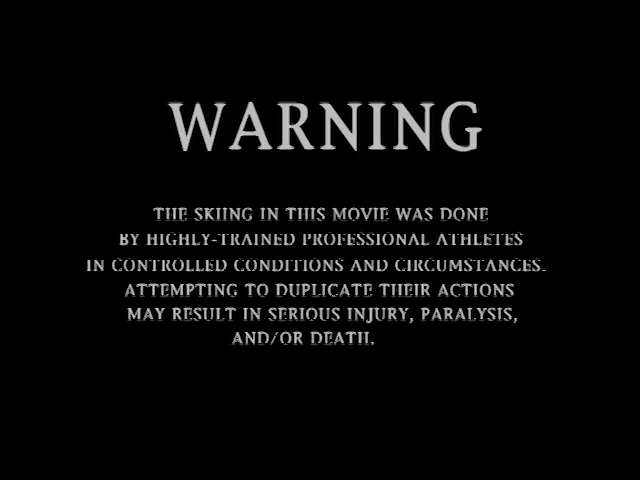 WARNING
THE SKIING IN THIS MOVIE WAS DONE
BY HIGHLY-TRAINED PROFESSIONAL ATHLETES
IN CONTROLLED CONDITIONS AND CIRCUMSTANCES.
ATTEMPTING TO DUPLICATE THEIR ACTIONS
MAY RESULT IN SERIOUS INJURY, PARALYSIS,
AND/OR DEATH.